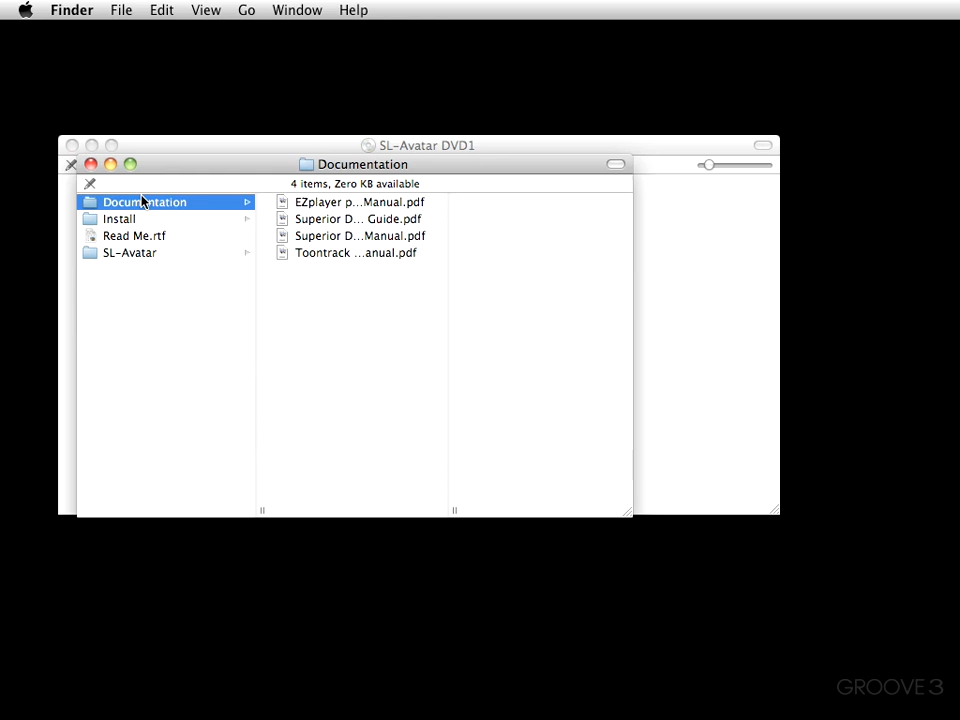 Finder File Edit View Go Window Help
SL-Avatar DVD1
Documentation
4 items, Zero KB available
Documentation
Install
Read Me.rtf
SL-Avatar
EZplayer p...Manual.pdf
Superior D... Guide.pdf
Superior D...Manual.pdf
Toontrack ...anual.pdf
GROOVE3